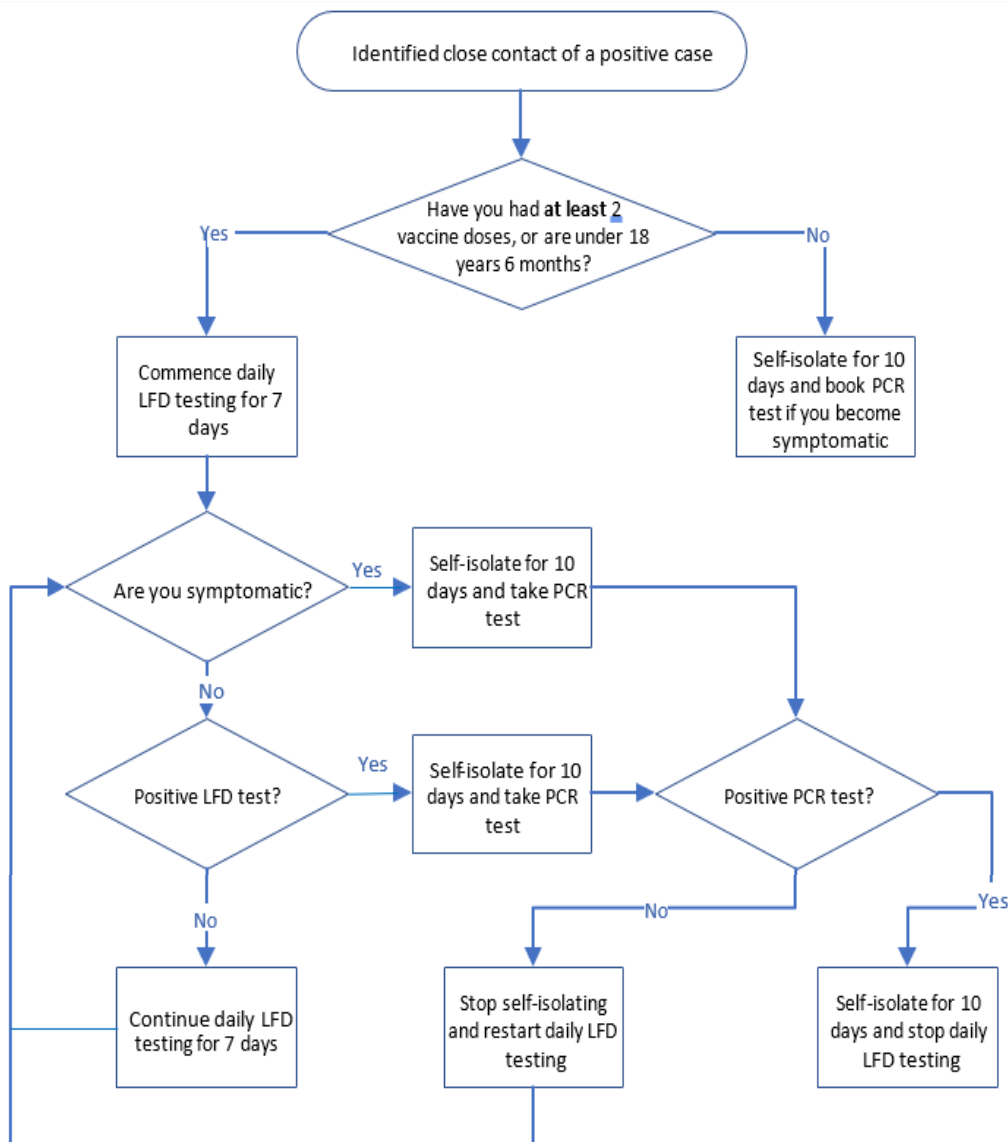 Identified close contact of a positive case
Have you had at least 2
vaccine doses, or are under 18
years 6 months?
Yes
No
Commence daily
LFD testing for 7
days
Self-isolate for 10
days and book PCR
test if you become
symptomatic
Are you symptomatic?
Yes
Self-isolate for 10
days and take PCR
test
No
Positive LFD test?
Yes
Self-isolate for 10
days and take PCR
test
Positive PCR test?
No
No
Yes
Continue daily LFD
testing for 7 days
Stop self-isolating
and restart daily LFD
testing
Self-isolate for 10
days and stop daily
LFD testing